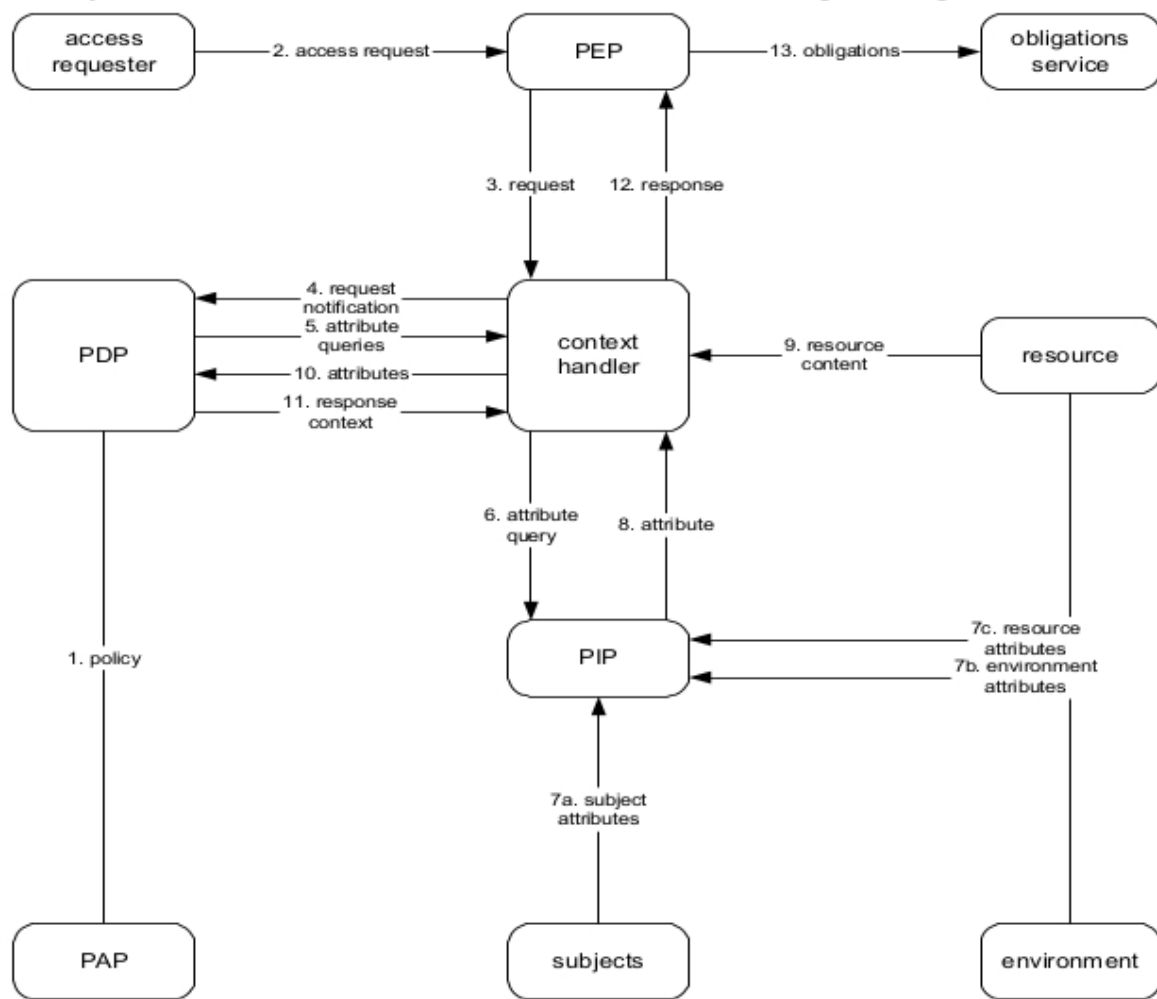 access
requester
2. access request
PEP
13. obligations
obligations
service
3. request
12. response
PDP
4. request
notification
5. attribute
queries
10. attributes
11. response
context
context
handler
9. resource
content
resource
6. attribute
query
8. attribute
1. policy
PIP
7c. resource
attributes
7b. environment
attributes
7a. subject
attributes
PAP
subjects
environment